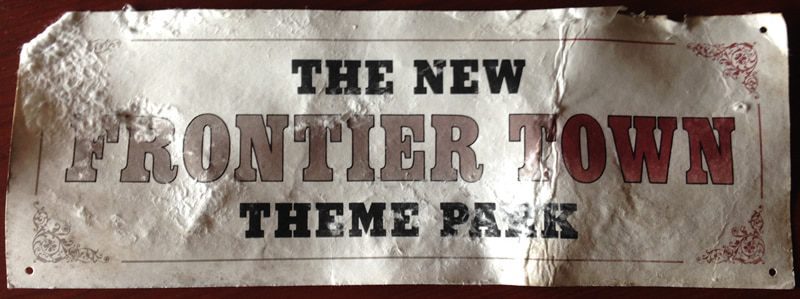 THE NEW
FRONTIER TOWN
THEME PARK